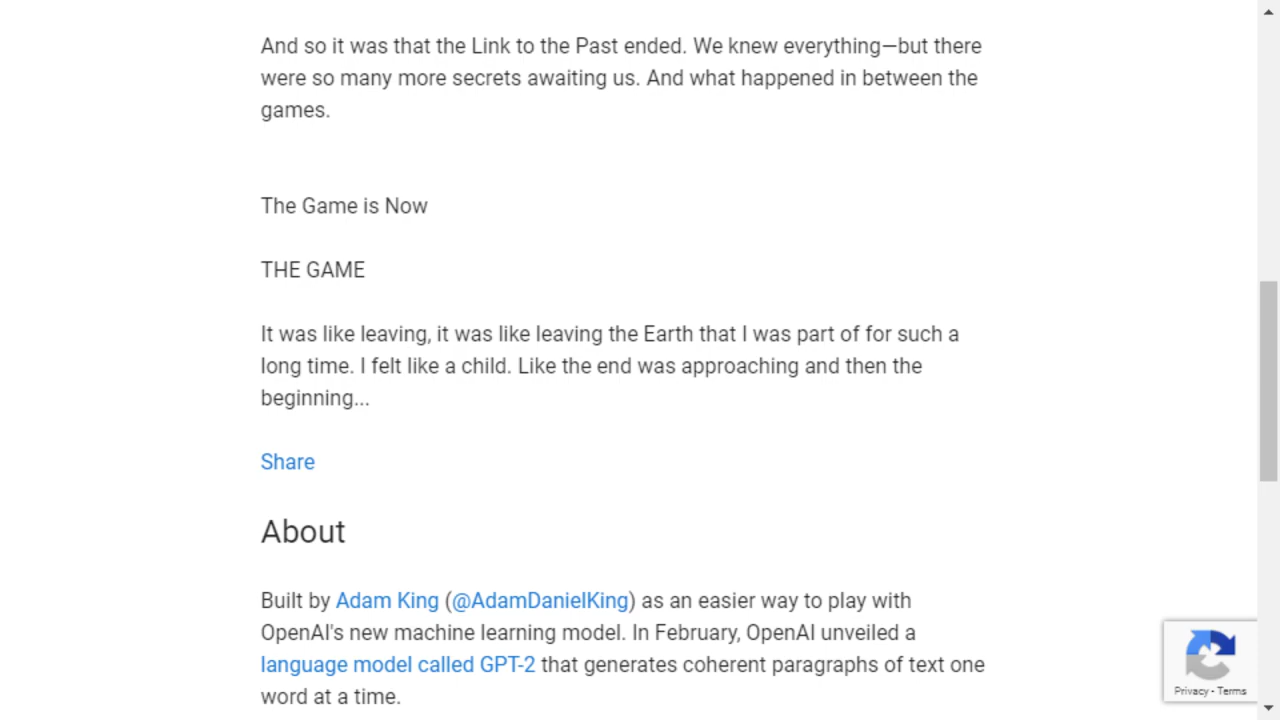 And so it was that the Link to the Past ended. We knew everything—but there
were so many more secrets awaiting us. And what happened in between the
games.
The Game is Now
THE GAME
It was like leaving, it was like leaving the Earth that I was part of for such a
long time. I felt like a child. Like the end was approaching and then the
beginning...
Share
About
Built by Adam King (@AdamDanielKing) as an easier way to play with
OpenAI's new machine learning model. In February, OpenAI unveiled a
language model called GPT-2 that generates coherent paragraphs of text one
word at a time.
Privacy - Terms